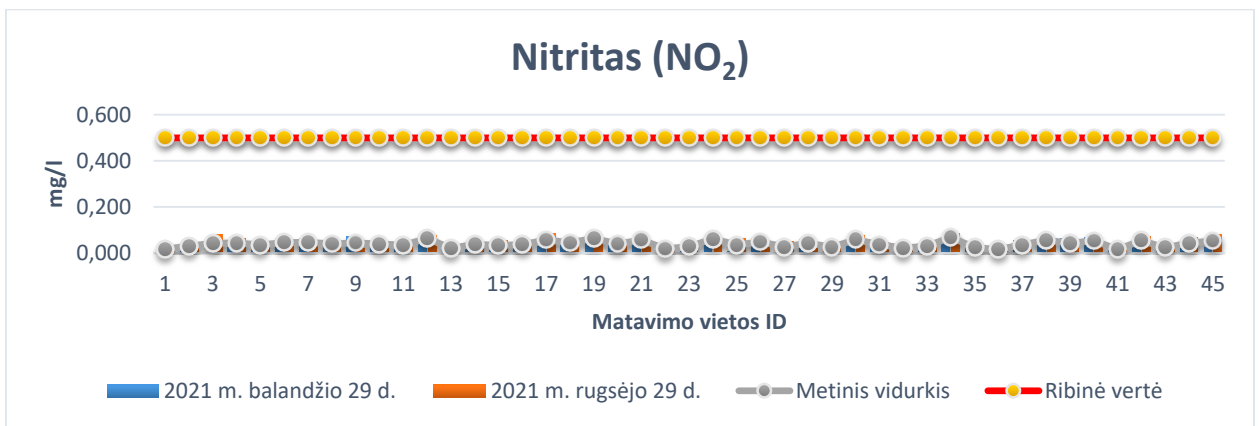 Nitritas (NO₂)
0,600
0,400
0,200
0,000
mg/l
1 3 5 7 9 11 13 15 17 19 21 23 25 27 29 31 33 35 37 39 41 43 45
Matavimo vietos ID
2021 m. balandžio 29 d. 2021 m. rugsėjo 29 d. Metinis vidurkis Ribinė vertė